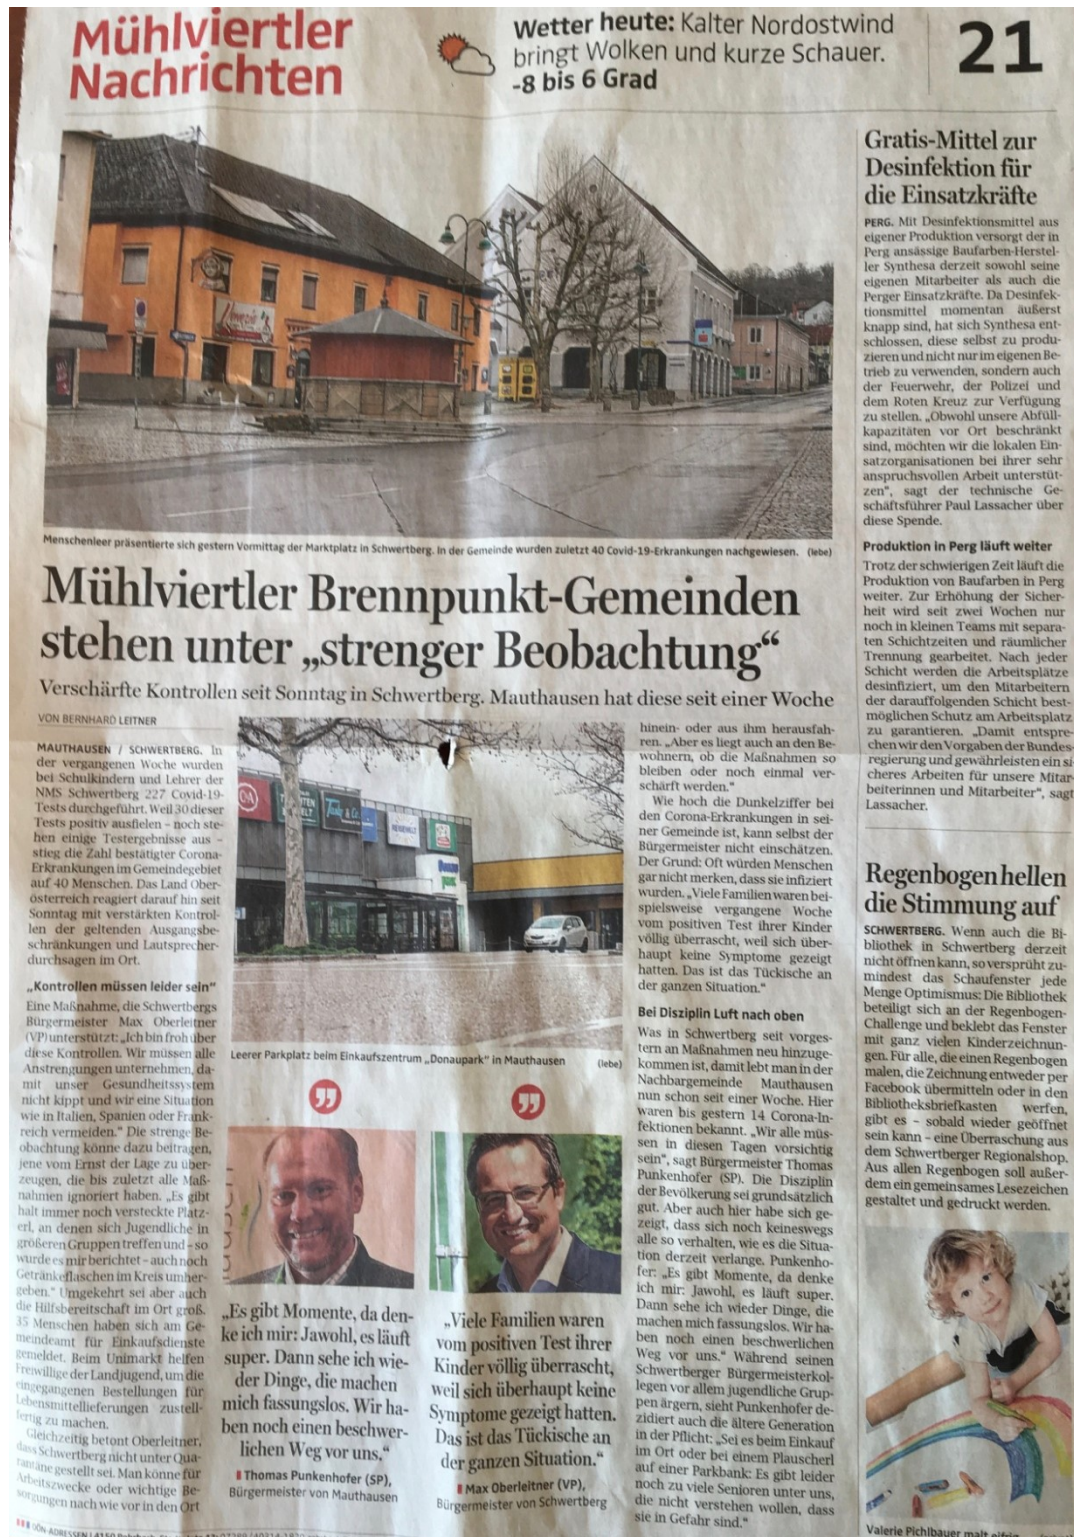 Mühlviertler
Nachrichten
Wetter heute: Kalter Nordostwind
bringt Wolken und kurze Schauer.
-8 bis 6 Grad
21
Menschenleer präsentierte sich gestern Vormittag der Marktplatz in Schwertberg. In der Gemeinde wurden zuletzt 40 Covid-19-Erkrankungen nachgewiesen. (lebe)
Mühlviertler Brennpunkt-Gemeinden
stehen unter „strenger Beobachtung“
Verschärfte Kontrollen seit Sonntag in Schwertberg. Mauthausen hat diese seit einer Woche
VON BERNHARD LEITNER
MAUTHAUSEN / SCHWERTBERG. In
der vergangenen Woche wurden
bei Schulkindern und Lehrer der
NMS Schwertberg 227 Covid-19-
Tests durchgeführt. Weil 30 dieser
Tests positiv ausfielen – noch ste-
hen einige Testergebnisse aus –
stieg die Zahl bestätigter Corona-
Erkrankungen im Gemeindegebiet
auf 40 Menschen. Das Land Ober-
österreich reagiert darauf hin seit
Sonntag mit verstärkten Kontrol-
len der geltenden Ausgangsbe-
schränkungen und Lautsprecher-
durchsagen im Ort.
„Kontrollen müssen leider sein“
Eine Maßnahme, die Schwertbergs
Bürgermeister Max Oberleitner
(VP) unterstützt: „Ich bin froh über
diese Kontrollen. Wir müssen alle
Anstrengungen unternehmen, da-
mit unser Gesundheitssystem
nicht kippt und wir eine Situation
wie in Italien, Spanien oder Frank-
reich vermeiden.“ Die strenge Be-
obachtung könne dazu beitragen,
jene vom Ernst der Lage zu über-
zeugen, die bis zuletzt alle Maß-
nahmen ignoriert haben. „Es gibt
halt immer noch versteckte Platz-
erl, an denen sich Jugendliche in
größeren Gruppen treffen und – so
wurde es mir berichtet – auch noch
Getränkeflaschen im Kreis umher-
geben.“ Umgekehrt sei aber auch
die Hilfsbereitschaft im Ort groß.
35 Menschen haben sich am Ge-
meindeamt für Einkaufsdienste
gemeldet. Beim Unimarkt helfen
Freiwillige der Landjugend, um die
eingegangenen Bestellungen für
Lebensmittellieferungen zustell-
fertig zu machen.
Gleichzeitig betont Oberleitner,
dass Schwertberg nicht unter Qua-
rantäne gestellt sei. Man könne für
Arbeitszwecke oder wichtige Be-
sorgungen nach wie vor in den Ort
C&A
Leerer Parkplatz beim Einkaufszentrum „Donaupark“ in Mauthausen (lebe)
„Es gibt Momente, da den-
ke ich mir: Jawohl, es läuft
super. Dann sehe ich wie-
der Dinge, die machen
mich fassungslos. Wir ha-
ben noch einen beschwer-
lichen Weg vor uns.“
Thomas Punkenhofer (SP),
Bürgermeister von Mauthausen
„Viele Familien waren
vom positiven Test ihrer
Kinder völlig überrascht,
weil sich überhaupt keine
Symptome gezeigt hatten.
Das ist das Tückische an
der ganzen Situation.“
Max Oberleitner (VP),
Bürgermeister von Schwertberg
hinein- oder aus ihm herausfah-
ren. „Aber es liegt auch an den Be-
wohnern, ob die Maßnahmen so
bleiben oder noch einmal ver-
schärft werden.“
Wie hoch die Dunkelziffer bei
den Corona-Erkrankungen in sei-
ner Gemeinde ist, kann selbst der
Bürgermeister nicht einschätzen.
Der Grund: Oft würden Menschen
gar nicht merken, dass sie infiziert
wurden. „Viele Familien waren bei-
spielsweise vergangene Woche
vom positiven Test ihrer Kinder
völlig überrascht, weil sich über-
haupt keine Symptome gezeigt
hatten. Das ist das Tückische an
der ganzen Situation.“
Bei Disziplin Luft nach oben
Was in Schwertberg seit vorges-
tern an Maßnahmen neu hinzuge-
kommen ist, damit lebt man in der
Nachbargemeinde Mauthausen
nun schon seit einer Woche. Hier
waren bis gestern 14 Corona-In-
fektionen bekannt. „Wir alle müs-
sen in diesen Tagen vorsichtig
sein“, sagt Bürgermeister Thomas
Punkenhofer (SP). Die Disziplin
der Bevölkerung sei grundsätzlich
gut. Aber auch hier habe sich ge-
zeigt, dass sich noch keineswegs
alle so verhalten, wie es die Situa-
tion derzeit verlange. Punkenho-
fer: „Es gibt Momente, da denke
ich mir: Jawohl, es läuft super.
Dann sehe ich wieder Dinge, die
machen mich fassungslos. Wir ha-
ben noch einen beschwerlichen
Weg vor uns.“ Während seinen
Schwertberger Bürgermeisterkol-
legen vor allem jugendliche Grup-
pen ärgern, sieht Punkenhofer de-
zidiert auch die ältere Generation
in der Pflicht: „Sei es beim Einkauf
im Ort oder bei einem Plauscherl
auf einer Parkbank: Es gibt leider
noch zu viele Senioren unter uns,
die nicht verstehen wollen, dass
sie in Gefahr sind.“
Gratis-Mittel zur
Desinfektion für
die Einsatzkräfte
PERG. Mit Desinfektionsmittel aus
eigener Produktion versorgt der in
Perg ansässige Baufarben-Herstel-
ler Synthesa derzeit sowohl seine
eigenen Mitarbeiter als auch die
Perger Einsatzkräfte. Da Desinfek-
tionsmittel momentan äußerst
knapp sind, hat sich Synthesa ent-
schlossen, diese selbst zu produ-
zieren und nicht nur im eigenen Be-
trieb zu verwenden, sondern auch
der Feuerwehr, der Polizei und
dem Roten Kreuz zur Verfügung
zu stellen. „Obwohl unsere Abfüll-
kapazitäten vor Ort beschränkt
sind, möchten wir die lokalen Ein-
satzorganisationen bei ihrer sehr
anspruchsvollen Arbeit unterstüt-
zen“, sagt der technische Ge-
schäftsführer Paul Lassacher über
diese Spende.
Produktion in Perg läuft weiter
Trotz der schwierigen Zeit läuft die
Produktion von Baufarben in Perg
weiter. Zur Erhöhung der Sicher-
heit wird seit zwei Wochen nur
noch in kleinen Teams mit separa-
ten Schichtzeiten und räumlicher
Trennung gearbeitet. Nach jeder
Schicht werden die Arbeitsplätze
desinfiziert, um den Mitarbeitern
der darauffolgenden Schicht best-
möglichen Schutz am Arbeitsplatz
zu garantieren. „Damit entspre-
chen wir den Vorgaben der Bundes-
regierung und gewährleisten ein si-
cheres Arbeiten für unsere Mitar-
beiterinnen und Mitarbeiter“, sagt
Lassacher.
Regenbogen hellen
die Stimmung auf
SCHWERTBERG. Wenn auch die Bi-
bliothek in Schwertberg derzeit
nicht öffnen kann, so versprüht zu-
mindest das Schaufenster jede
Menge Optimismus: Die Bibliothek
beteiligt sich an der Regenbogen-
Challenge und beklebt das Fenster
mit ganz vielen Kinderzeichnun-
gen. Für alle, die einen Regenbogen
malen, die Zeichnung entweder per
Facebook übermitteln oder in den
Bibliotheksbriefkasten werfen,
gibt es – sobald wieder geöffnet
sein kann – eine Überraschung aus
dem Schwertberger Regionalshop.
Aus allen Regenbogen soll außer-
dem ein gemeinsames Lesezeichen
gestaltet und gedruckt werden.
Valerie Pichlbauer malt eifrig